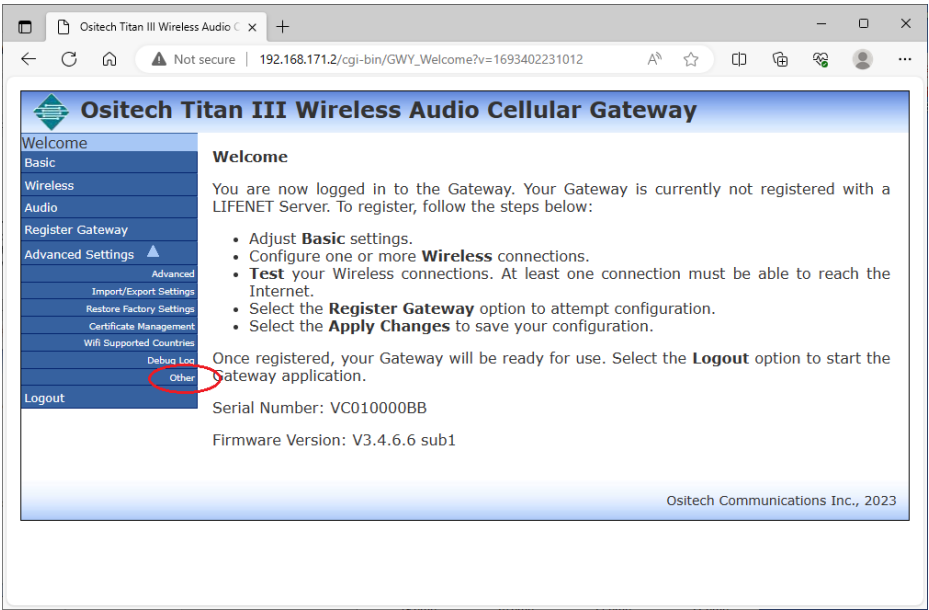 Ositech Titan III Wireless Audio C
Not secure | 192.168.171.2/cgi-bin/GWY_Welcome?v=1693402231012
Ositech Titan III Wireless Audio Cellular Gateway
Welcome
Basic
Wireless
Audio
Register Gateway
Advanced Settings
Advanced
Import/Export Settings
Restore Factory Settings
Certificate Management
Wifi Supported Countries
Debug Log
Other
Logout
Welcome
You are now logged in to the Gateway. Your Gateway is currently not registered with a
LIFENET Server. To register, follow the steps below:
• Adjust Basic settings.
• Configure one or more Wireless connections.
• Test your Wireless connections. At least one connection must be able to reach the
Internet.
• Select the Register Gateway option to attempt configuration.
• Select the Apply Changes to save your configuration.
Once registered, your Gateway will be ready for use. Select the Logout option to start the
Gateway application.
Serial Number: VC010000BB
Firmware Version: V3.4.6.6 sub1
Ositech Communications Inc., 2023